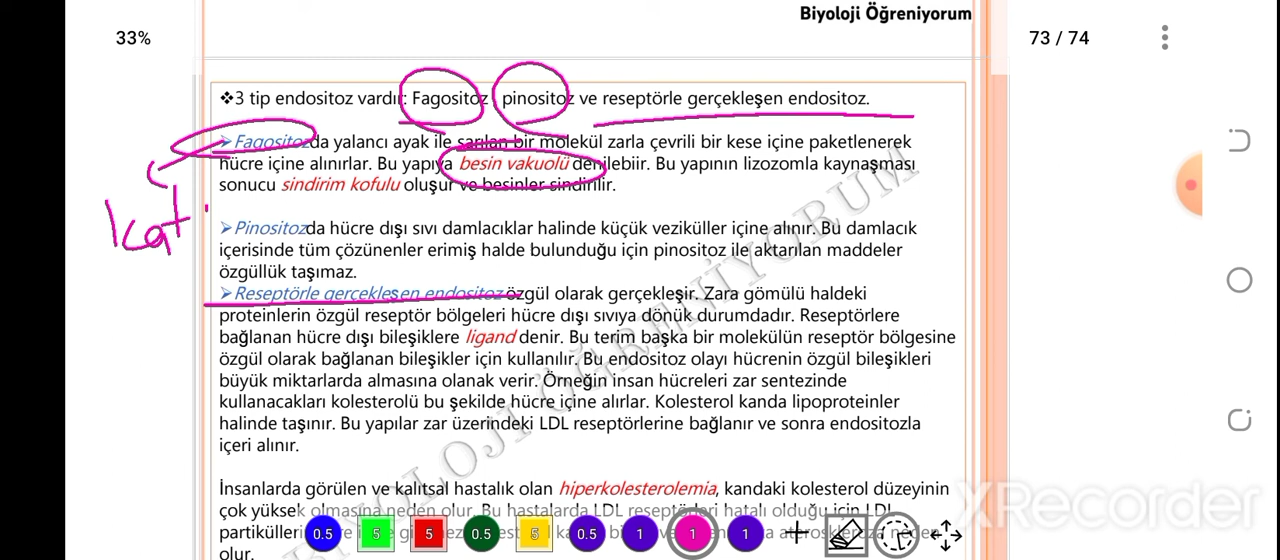 Biyoloji Öğreniyorum
33%
73 / 74
❖3 tip endositoz vardır: Fagositoz, pinositoz ve reseptörle gerçekleşen endositoz.
➢Fagositozda yalancı ayak ile sarılan bir molekül zarla çevrili bir kese içine paketlenerek
hücre içine alınırlar. Bu yapıya besin vakuolü denilebiir. Bu yapının lizozomla kaynaşması
sonucu sindirim kofulu oluşur ve besinler sindirilir.
kat
➢Pinositozda hücre dışı sıvı damlacıklar halinde küçük veziküller içine alınır. Bu damlacık
içerisinde tüm çözünenler erimiş halde bulunduğu için pinositoz ile aktarılan maddeler
özgüllük taşımaz.
➢Reseptörle gerçekleşen endositoz özgül olarak gerçekleşir. Zara gömülü haldeki
proteinlerin özgül reseptör bölgeleri hücre dışı sıvıya dönük durumdadır. Reseptörlere
bağlanan hücre dışı bileşiklere ligand denir. Bu terim başka bir molekülün reseptör bölgesine
özgül olarak bağlanan bileşikler için kullanılır. Bu endositoz olayı hücrenin özgül bileşikleri
büyük miktarlarda almasına olanak verir. Örneğin insan hücreleri zar sentezinde
kullanacakları kolesterolü bu şekilde hücre içine alırlar. Kolesterol kanda lipoproteinler
halinde taşınır. Bu yapılar zar üzerindeki LDL reseptörlerine bağlanır ve sonra endositozla
içeri alınır.
BİYOLOJİ ÖĞRENİYORUM
İnsanlarda görülen ve kalıtsal hastalık olan hiperkolesterolemia, kandaki kolesterol düzeyinin
çok yüksek olmasına neden olur. Bu hastalarda LDL reseptörleri hatalı olduğu için LDL
partikülleri
olur.
XRecorder
0.5 5 5 0.5 5 0.5 1 1 1